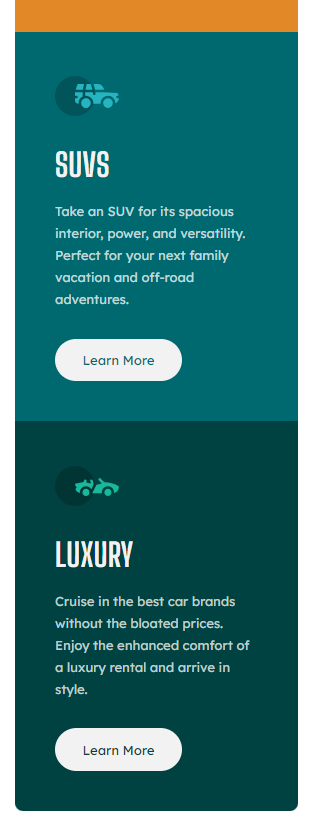 SUVS
Take an SUV for its spacious
interior, power, and versatility.
Perfect for your next family
vacation and off-road
adventures.
Learn More
LUXURY
Cruise in the best car brands
without the bloated prices.
Enjoy the enhanced comfort of
a luxury rental and arrive in
style.
Learn More